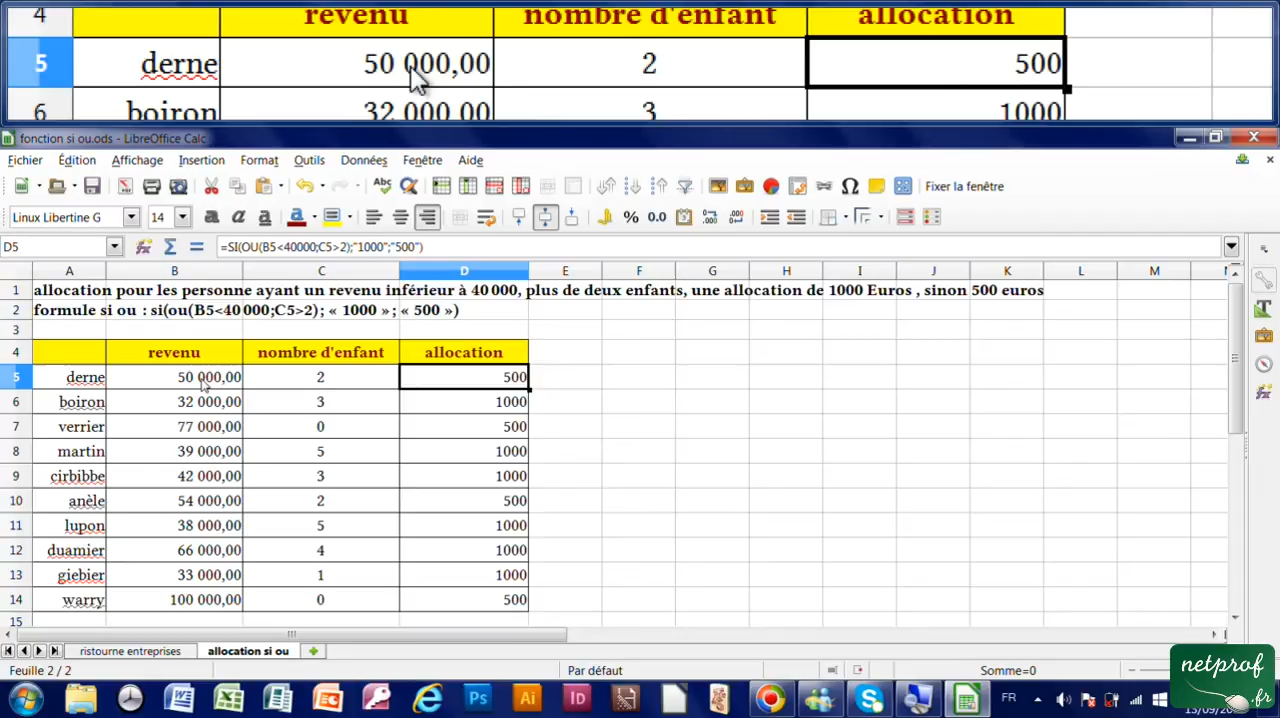 4 revenu nombre d'enfant allocation
5 derne 50 000,00 2 500
6 boiron 32 000,00 3 1000
fonction si ou.ods - LibreOffice Calc
Fichier Édition Affichage Insertion Format Outils Données Fenêtre Aide
Fixer la fenêtre
Linux Libertine G 14
D5 =SI(OU(B5<40000;C5>2);"1000";"500")
A B C D E F G H I J K L M
1 allocation pour les personne ayant un revenu inférieur à 40 000, plus de deux enfants, une allocation de 1000 Euros , sinon 500 euros
2 formule si ou : si(ou(B5<40 000;C5>2); « 1000 » ; « 500 »)
3
4 revenu nombre d'enfant allocation
5 derne 50 000,00 2 500
6 boiron 32 000,00 3 1000
7 verrier 77 000,00 0 500
8 martin 39 000,00 5 1000
9 cirbibbe 42 000,00 3 1000
10 anèle 54 000,00 2 500
11 lupon 38 000,00 5 1000
12 duamier 66 000,00 4 1000
13 giebier 33 000,00 1 1000
14 warry 100 000,00 0 500
15
ristourne entreprises allocation si ou
Feuille 2 / 2 Par défaut Somme=0
netprof.fr
Ps Ai Id FR